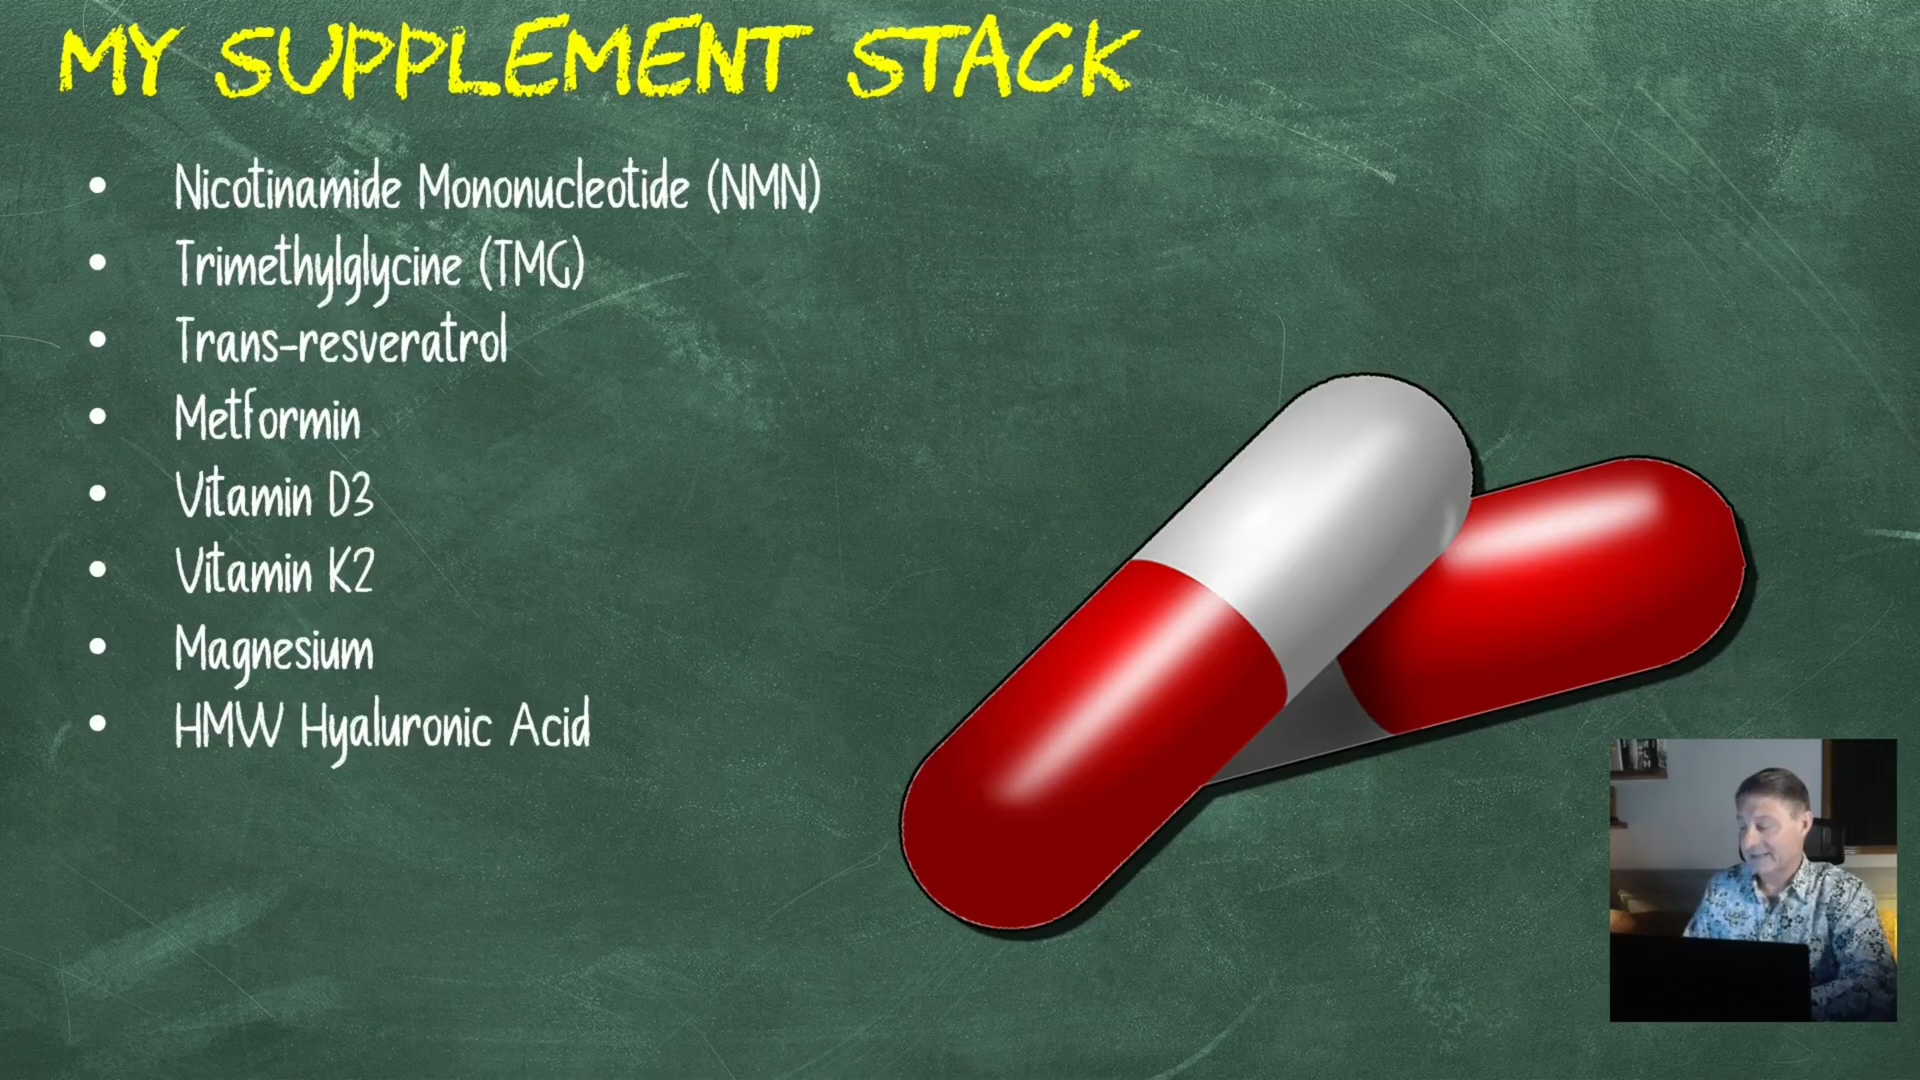 MY SUPPLEMENT STACK
• Nicotinamide Mononucleotide (NMN)
• Trimethylglycine (TMG)
• Trans-resveratrol
• Metformin
• Vitamin D3
• Vitamin K2
• Magnesium
• HMW Hyaluronic Acid